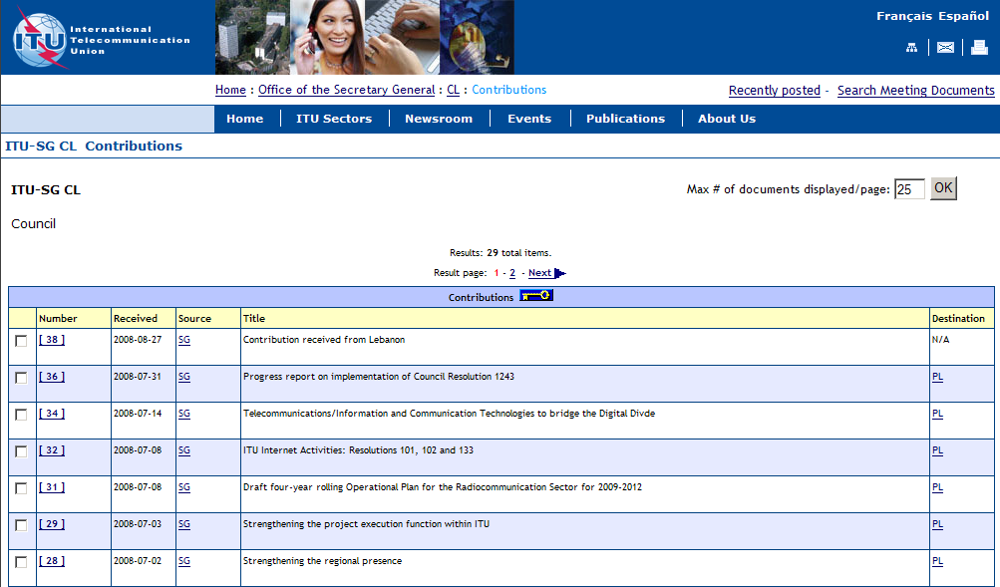 Français Español
ITU
International
Telecommunication
Union
Home : Office of the Secretary General : CL : Contributions
Recently posted - Search Meeting Documents
Home ITU Sectors Newsroom Events Publications About Us
ITU-SG CL Contributions
ITU-SG CL
Max # of documents displayed/page: 25 OK
Council
Results: 29 total items.
Result page: 1 - 2 - Next
Contributions
Number Received Source Title Destination
[ 38 ] 2008-08-27 SG Contribution received from Lebanon N/A
[ 36 ] 2008-07-31 SG Progress report on implementation of Council Resolution 1243 PL
[ 34 ] 2008-07-14 SG Telecommunications/Information and Communication Technologies to bridge the Digital Divde PL
[ 32 ] 2008-07-08 SG ITU Internet Activities: Resolutions 101, 102 and 133 PL
[ 31 ] 2008-07-08 SG Draft four-year rolling Operational Plan for the Radiocommunication Sector for 2009-2012 PL
[ 29 ] 2008-07-03 SG Strengthening the project execution function within ITU PL
[ 28 ] 2008-07-02 SG Strengthening the regional presence PL